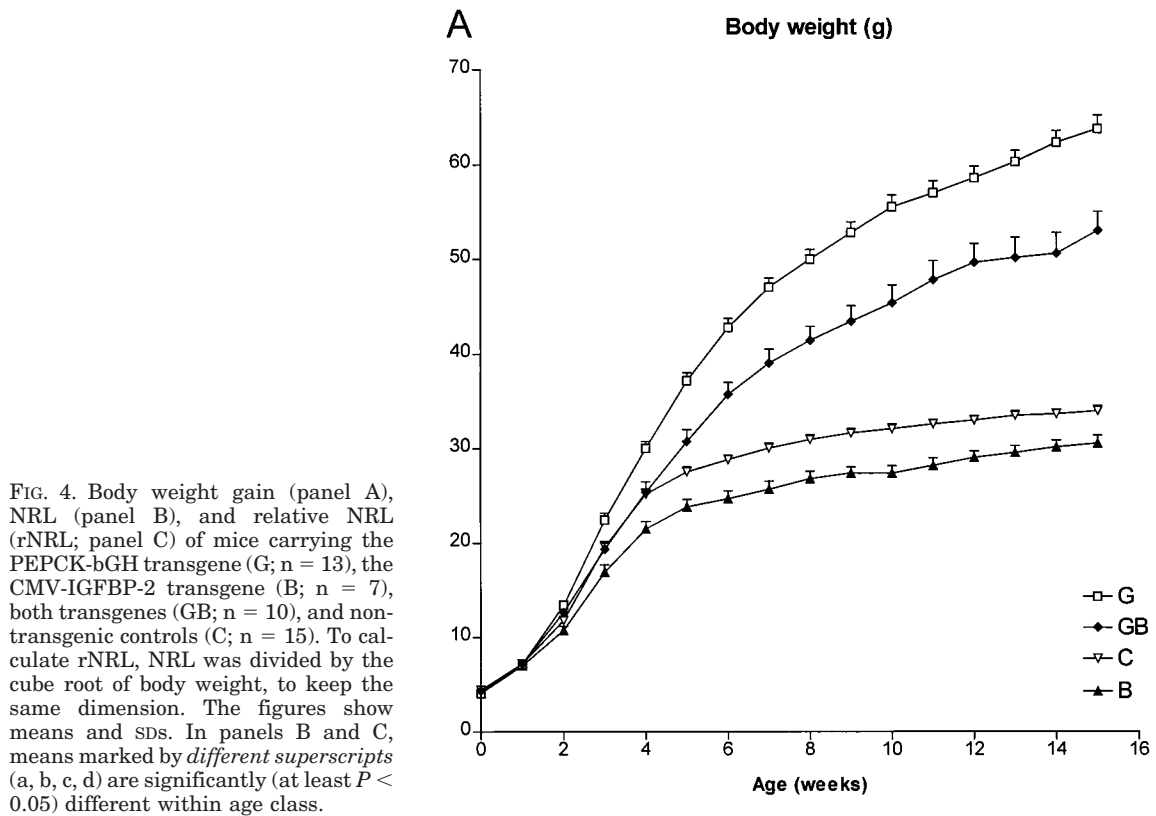 A
Body weight (g)
70
60
50
40
30
20
10
0
0 2 4 6 8 10 12 14 16
Age (weeks)
G
GB
C
B
FIG. 4. Body weight gain (panel A),
NRL (panel B), and relative NRL
(rNRL; panel C) of mice carrying the
PEPCK-bGH transgene (G; n = 13), the
CMV-IGFBP-2 transgene (B; n = 7),
both transgenes (GB; n = 10), and non-
transgenic controls (C; n = 15). To cal-
culate rNRL, NRL was divided by the
cube root of body weight, to keep the
same dimension. The figures show
means and SDs. In panels B and C,
means marked by different superscripts
(a, b, c, d) are significantly (at least P <
0.05) different within age class.